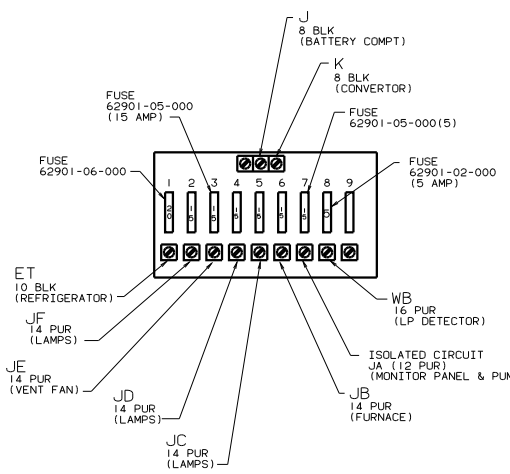 J
8 BLK
(BATTERY COMPT)
K
8 BLK
(CONVERTOR)
FUSE
62901-05-000
(15 AMP)
FUSE
62901-05-000(5)
FUSE
62901-06-000
FUSE
62901-02-000
(5 AMP)
1 2 3 4 5 6 7 8 9
20 15 15 15 15 15 15 5
ET
10 BLK
(REFRIGERATOR)
JF
14 PUR
(LAMPS)
JE
14 PUR
(VENT FAN)
JD
14 PUR
(LAMPS)
JC
14 PUR
(LAMPS)
WB
16 PUR
(LP DETECTOR)
ISOLATED CIRCUIT
JA (12 PUR)
(MONITOR PANEL & PUM
JB
14 PUR
(FURNACE)